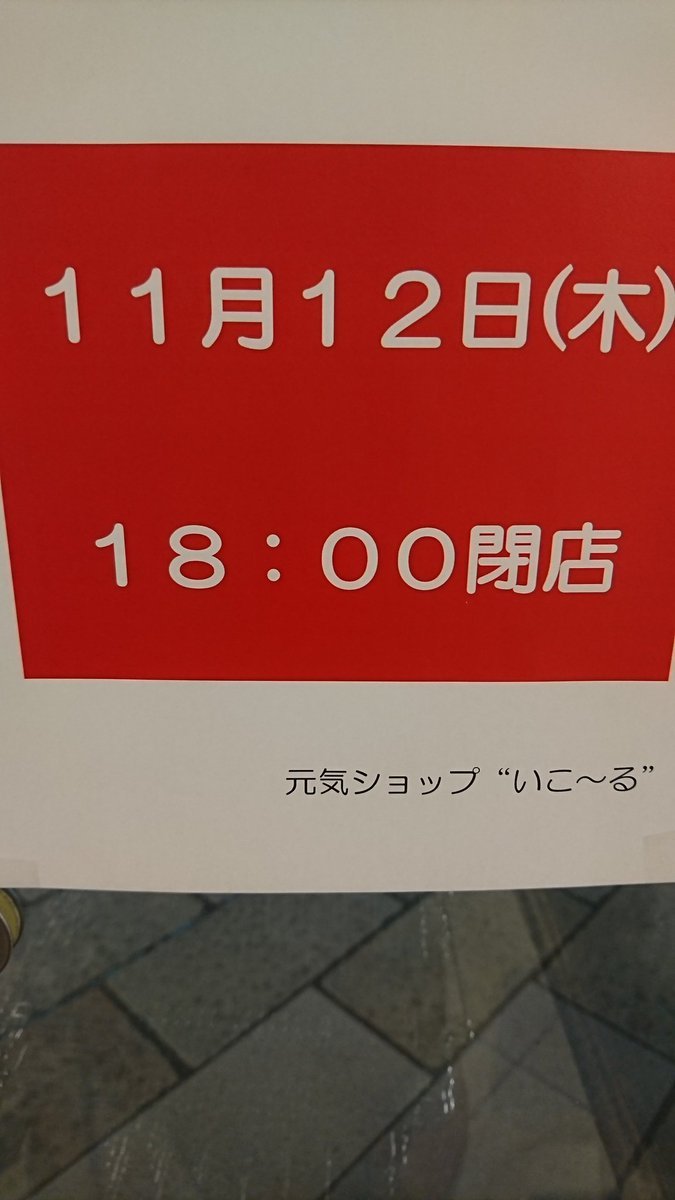 １１月１２日(木)
１８：００閉店
元気ショップ “いこ～る”